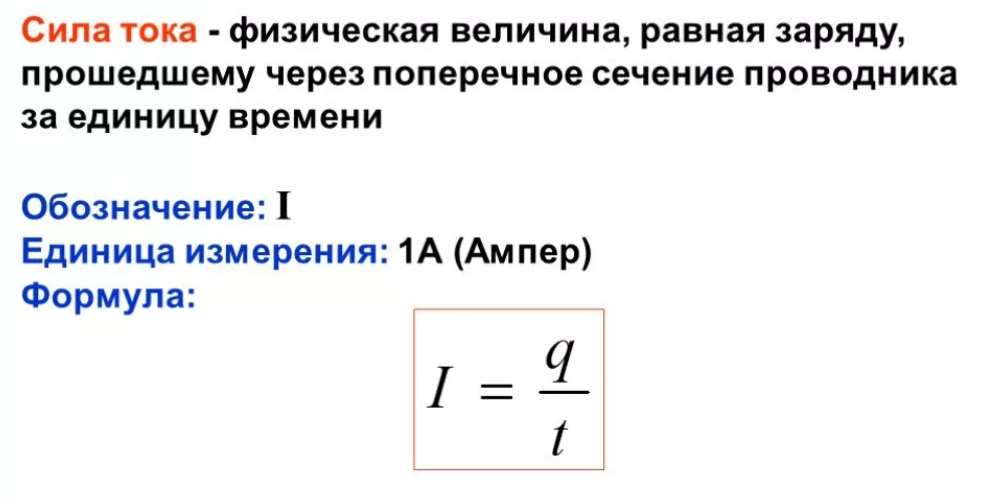 Сила тока - физическая величина, равная заряду,
прошедшему через поперечное сечение проводника
за единицу времени
Обозначение: I
Единица измерения: 1А (Ампер)
Формула:
I = q/t